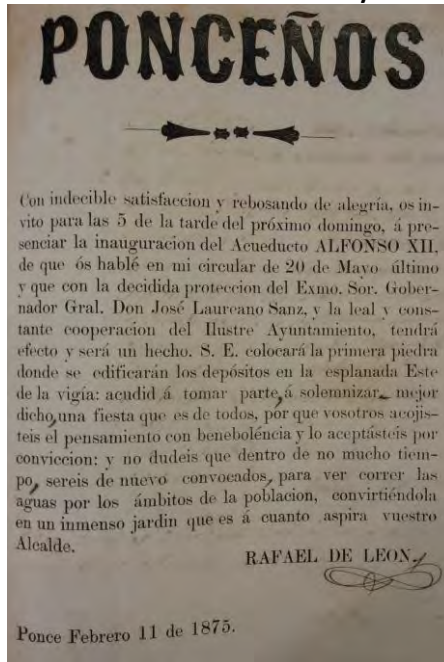 PONCEÑOS
Con indecible satisfaccion y rebosando de alegría, os in-
vito para las 5 de la tarde del próximo domingo, á pre-
senciar la inauguracion del Acueducto ALFONSO XII,
de que ós hablé en mi circular de 20 de Mayo último
y que con la decidida proteccion del Exmo. Sor. Gober-
nador Gral. Don José Laureano Sanz, y la leal y cons-
tante cooperacion del Ilustre Ayuntamiento, tendrá
efecto y será un hecho. S. E. colocará la primera piedra
donde se edificarán los depósitos en la esplanada Este
de la vigía: acudid á tomar parte, á solemnizar, mejor
dicho, una fiesta que es de todos, por que vosotros acojis-
teis el pensamiento con beneboléncia y lo aceptásteis por
conviccion: y no dudeis que dentro de no mucho tiem-
po, sereis de nuevo convocados, para ver correr las
aguas por los ámbitos de la poblacion, convirtiéndola
en un inmenso jardin que es á cuanto aspira vuestro
Alcalde.
RAFAEL DE LEON.
Ponce Febrero 11 de 1875.